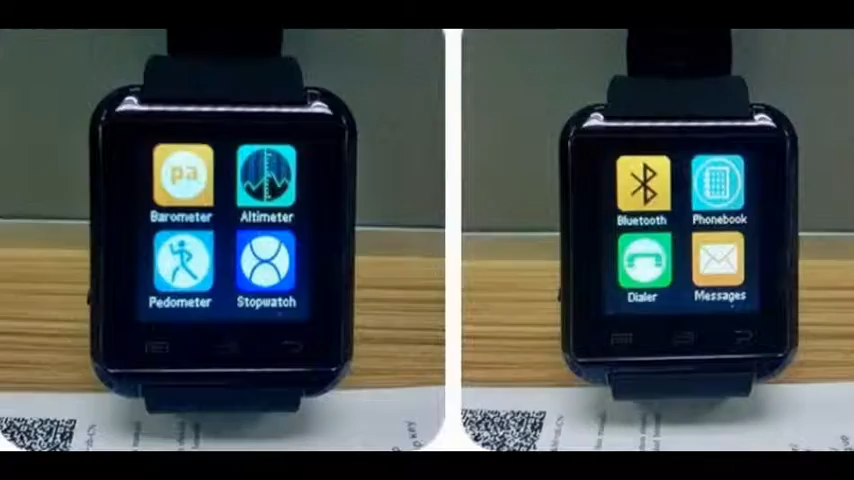 pa
Barometer
Altimeter
Pedometer
Stopwatch
Bluetooth
Phonebook
Dialer
Messages